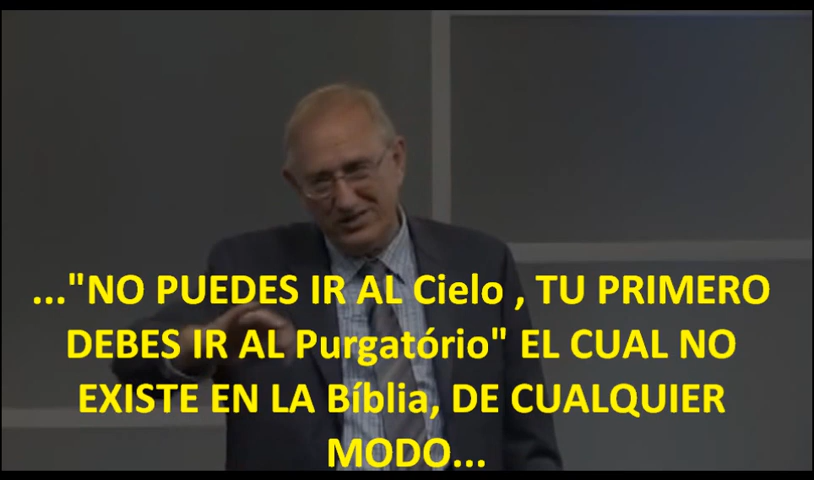 ..."NO PUEDES IR AL Cielo , TU PRIMERO
DEBES IR AL Purgatório" EL CUAL NO
EXISTE EN LA Bíblia, DE CUALQUIER
MODO...